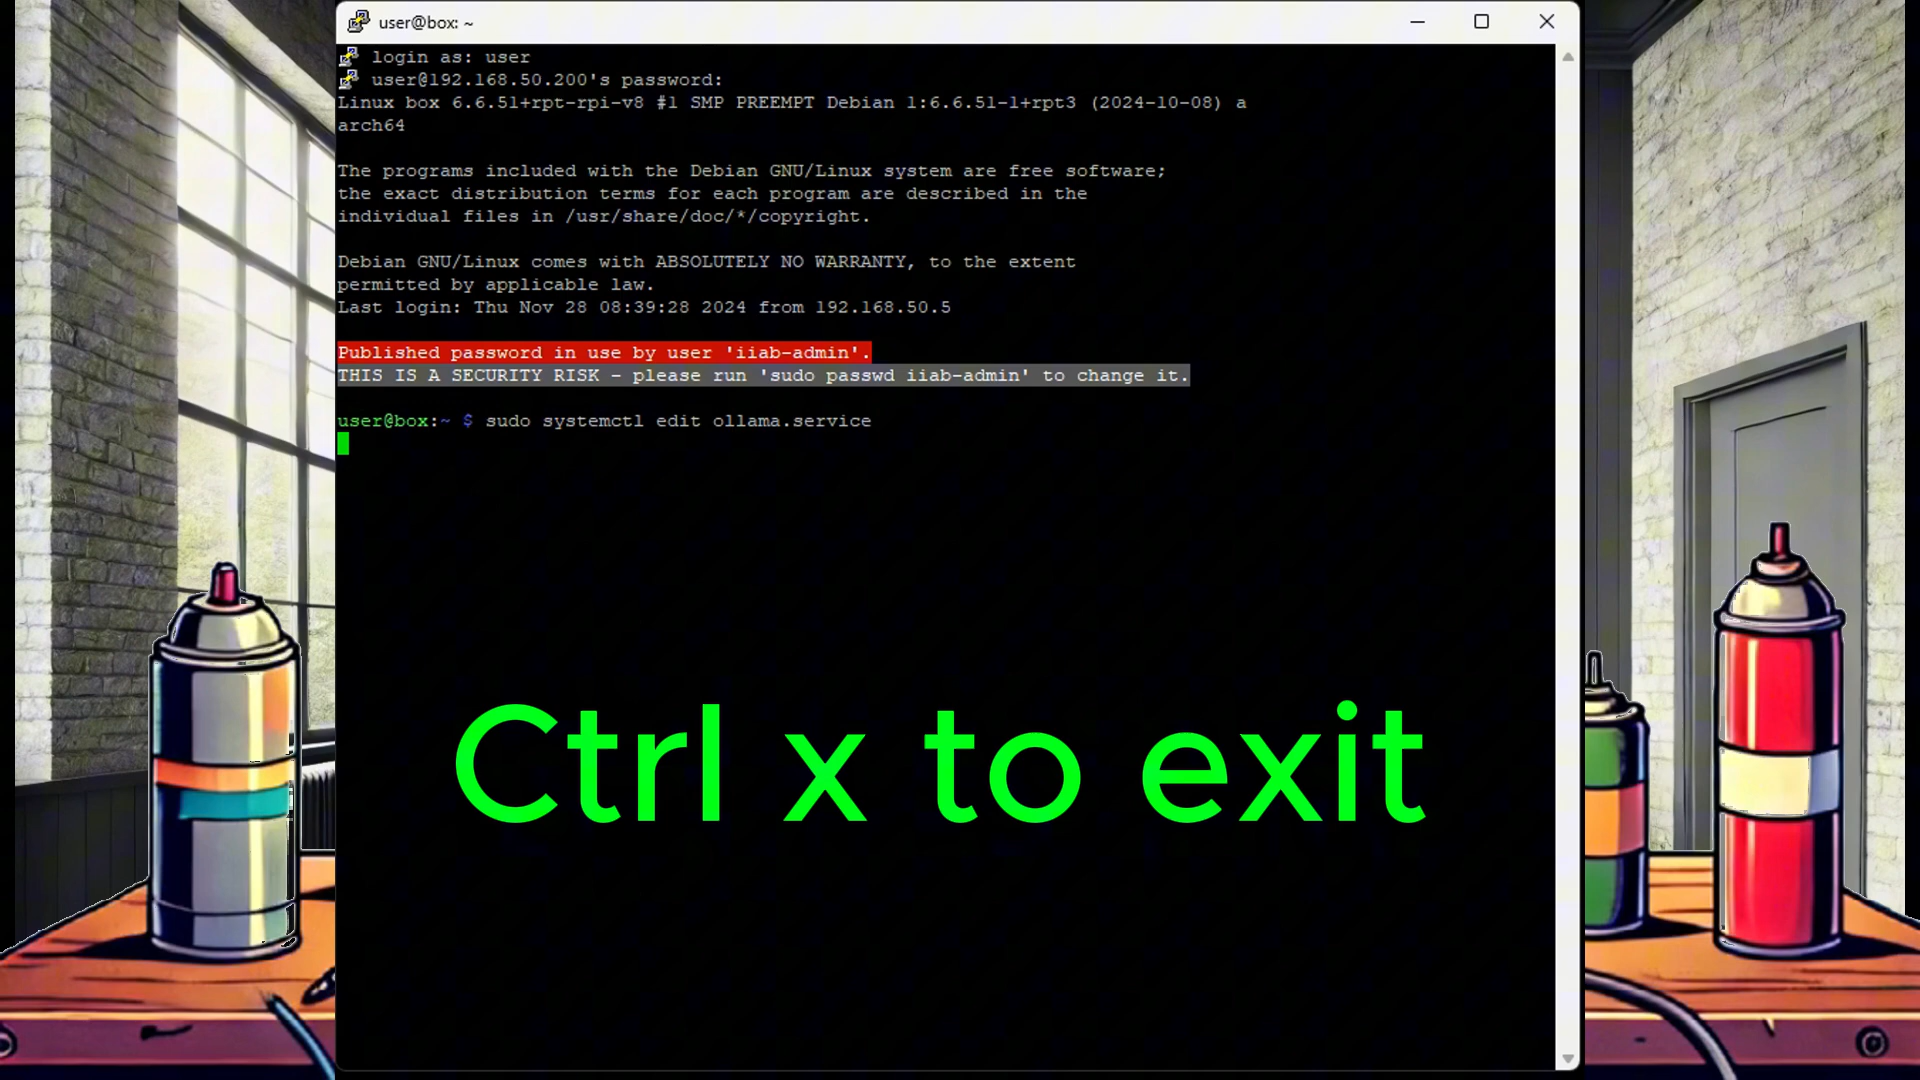 user@box: ~
login as: user
user@192.168.50.200's password:
Linux box 6.6.51+rpt-rpi-v8 #1 SMP PREEMPT Debian 1:6.6.51-1+rpt3 (2024-10-08) a
arch64
The programs included with the Debian GNU/Linux system are free software;
the exact distribution terms for each program are described in the
individual files in /usr/share/doc/*/copyright.
Debian GNU/Linux comes with ABSOLUTELY NO WARRANTY, to the extent
permitted by applicable law.
Last login: Thu Nov 28 08:39:28 2024 from 192.168.50.5
Published password in use by user 'iiab-admin'.
THIS IS A SECURITY RISK - please run 'sudo passwd iiab-admin' to change it.
user@box:~ $ sudo systemctl edit ollama.service
Ctrl x to exit